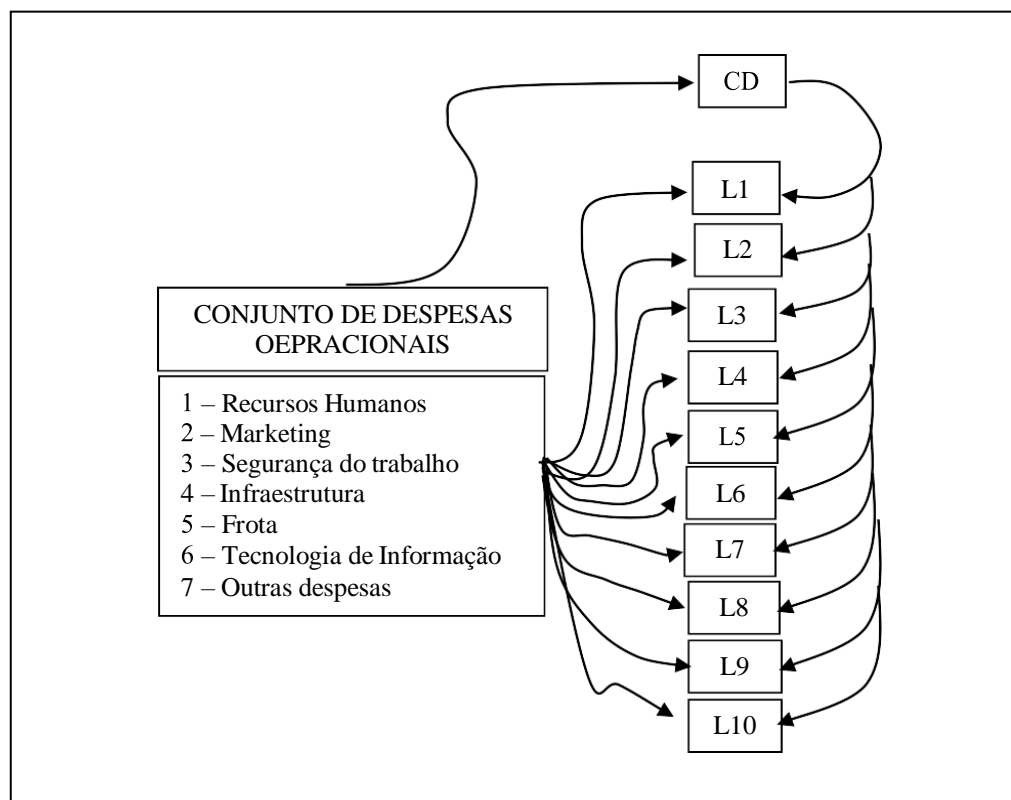 CD
L1
L2
L3
L4
L5
L6
L7
L8
L9
L10
CONJUNTO DE DESPESAS
OEPRACIONAIS
1 – Recursos Humanos
2 – Marketing
3 – Segurança do trabalho
4 – Infraestrutura
5 – Frota
6 – Tecnologia de Informação
7 – Outras despesas